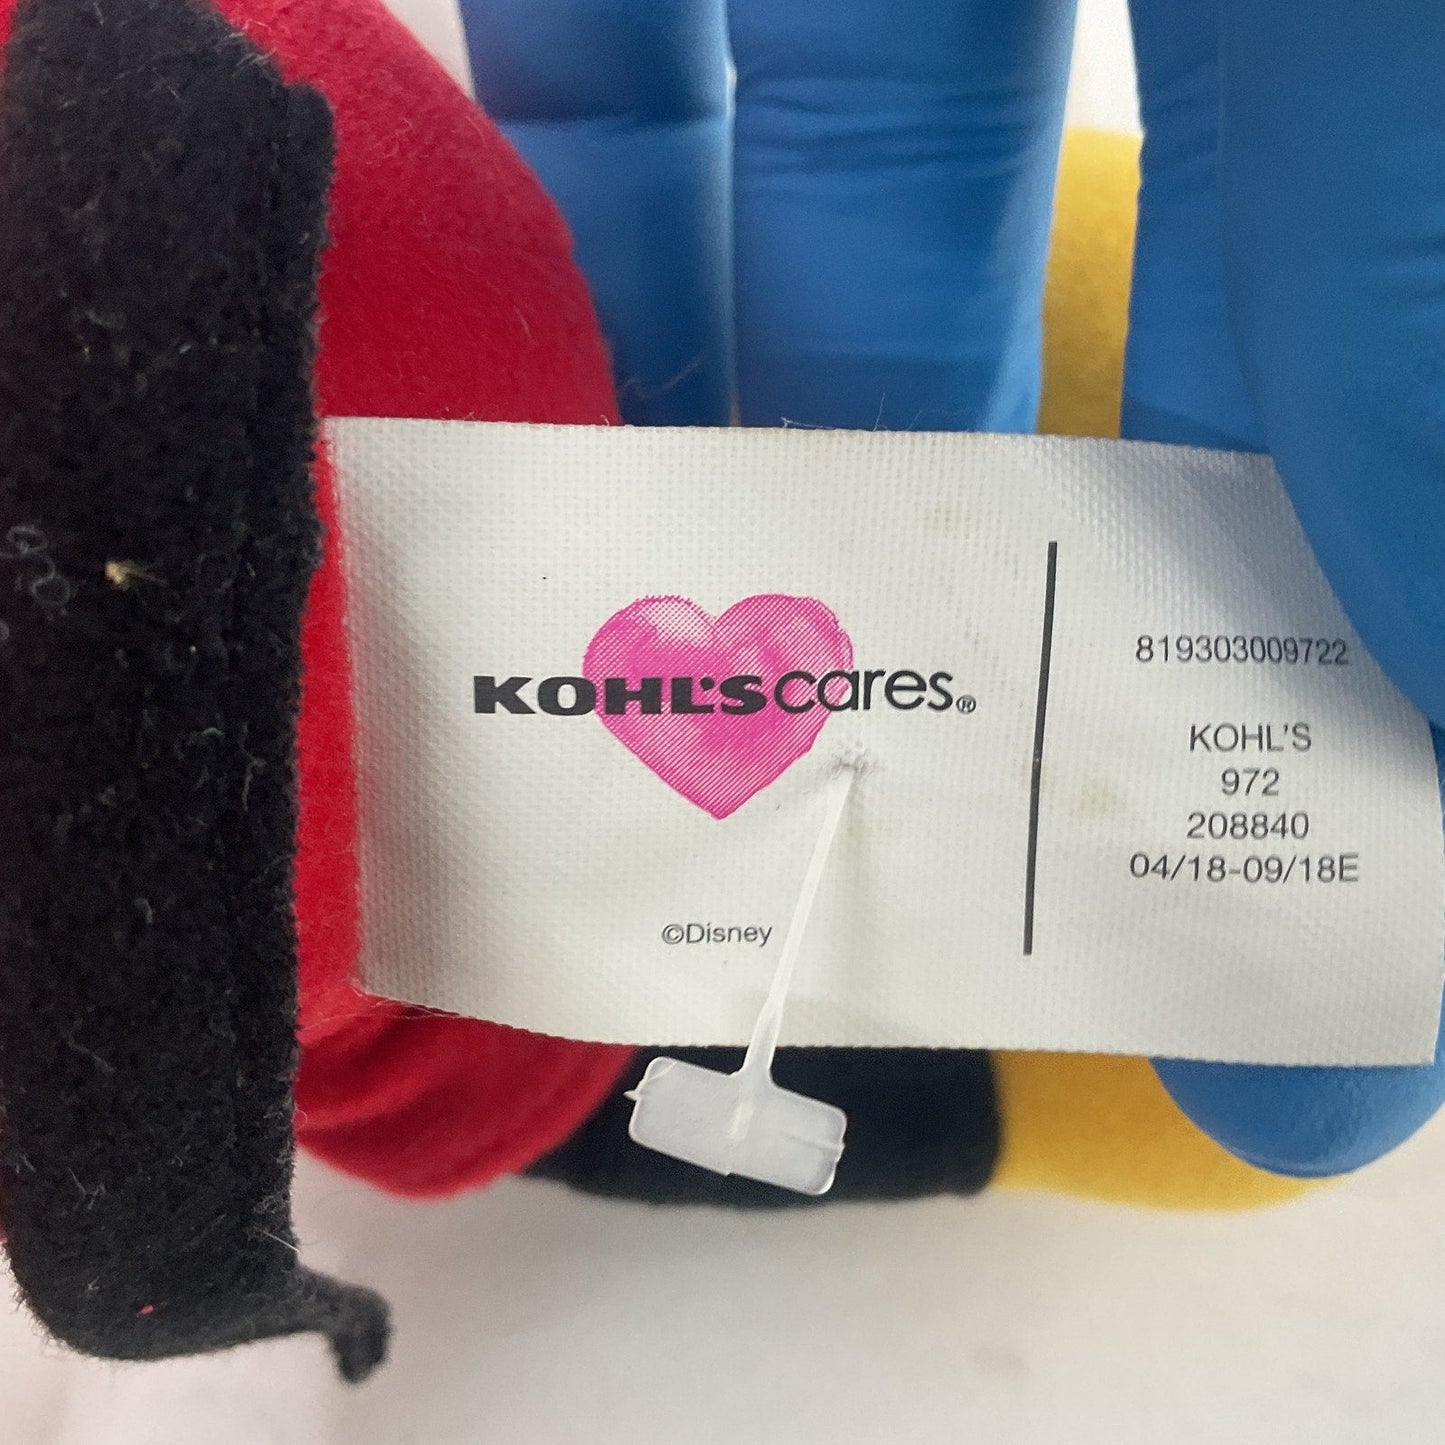 KOHL'S cares®
©Disney
819303009722
KOHL'S
972
208840
04/18-09/18E